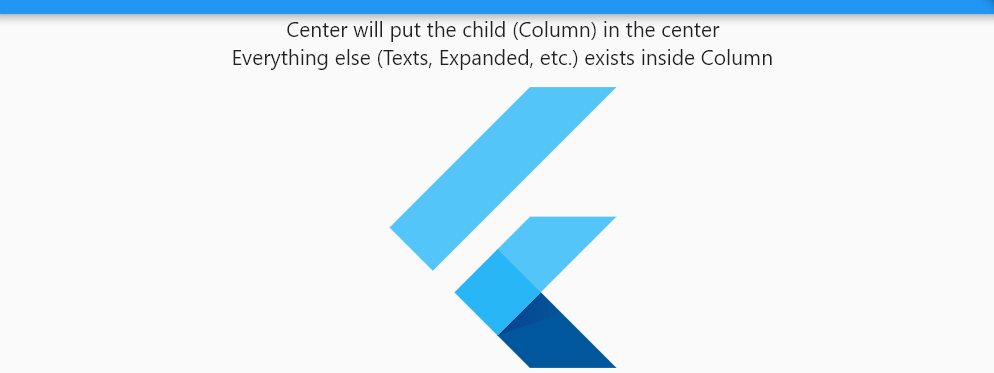 Center will put the child (Column) in the center
Everything else (Texts, Expanded, etc.) exists inside Column